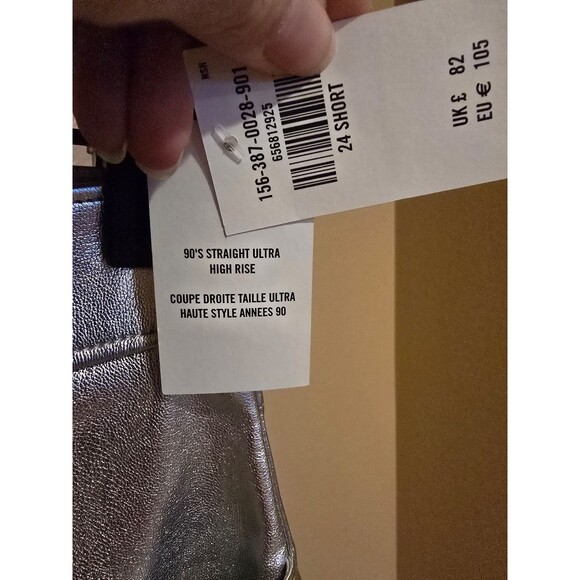 MSN
156-387-0028-901
656812925
24 SHORT
UK £ 82
EU € 105
90'S STRAIGHT ULTRA
HIGH RISE
COUPE DROITE TAILLE ULTRA
HAUTE STYLE ANNEES 90